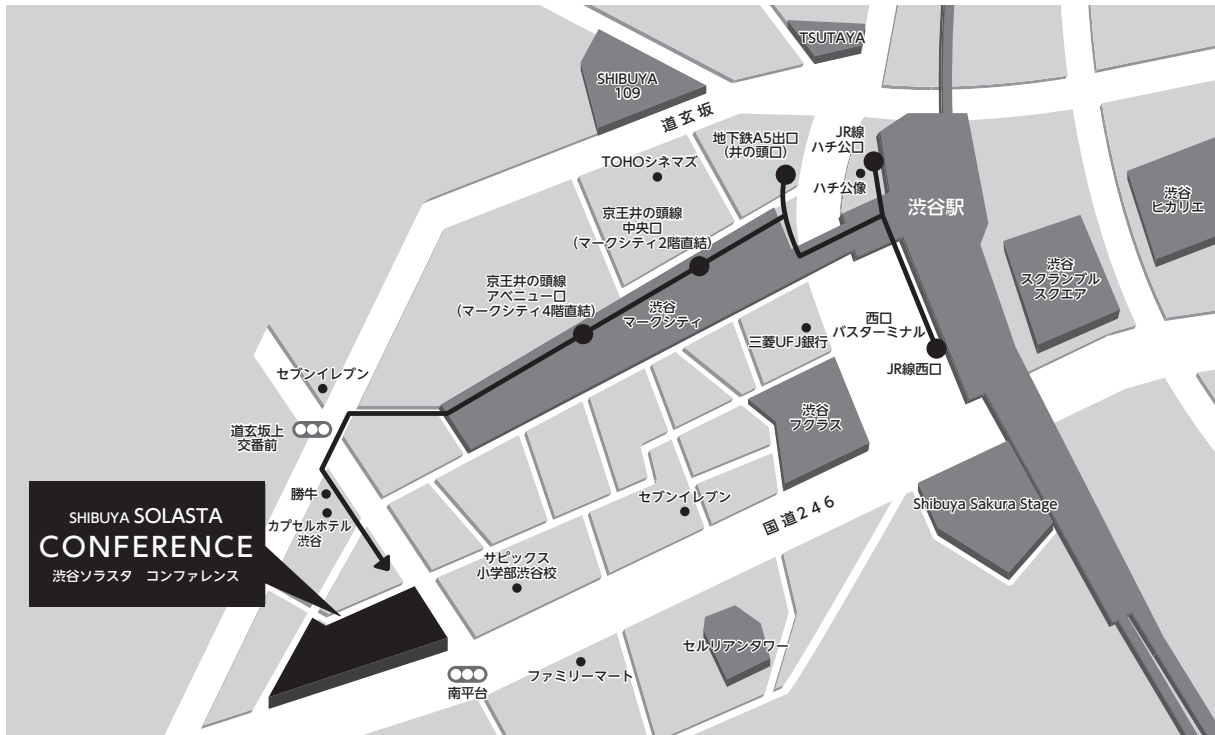 TSUTAYA
SHIBUYA
109
道玄坂
地下鉄A5出口
(井の頭口)
JR線
ハチ公口
ハチ公像
渋谷駅
渋谷
ヒカリエ
TOHOシネマズ
京王井の頭線
中央口
(マークシティ2階直結)
渋谷
スクランブル
スクエア
京王井の頭線
アベニュー口
(マークシティ4階直結)
渋谷
マークシティ
三菱UFJ銀行
西口
バスターミナル
JR線西口
セブンイレブン
道玄坂上
交番前
渋谷
フクラス
勝牛
カプセルホテル
渋谷
セブンイレブン
国道246
Shibuya Sakura Stage
SHIBUYA SOLASTA
CONFERENCE
渋谷ソラスタ　コンファレンス
サピックス
小学部渋谷校
セルリアンタワー
ファミリーマート
南平台